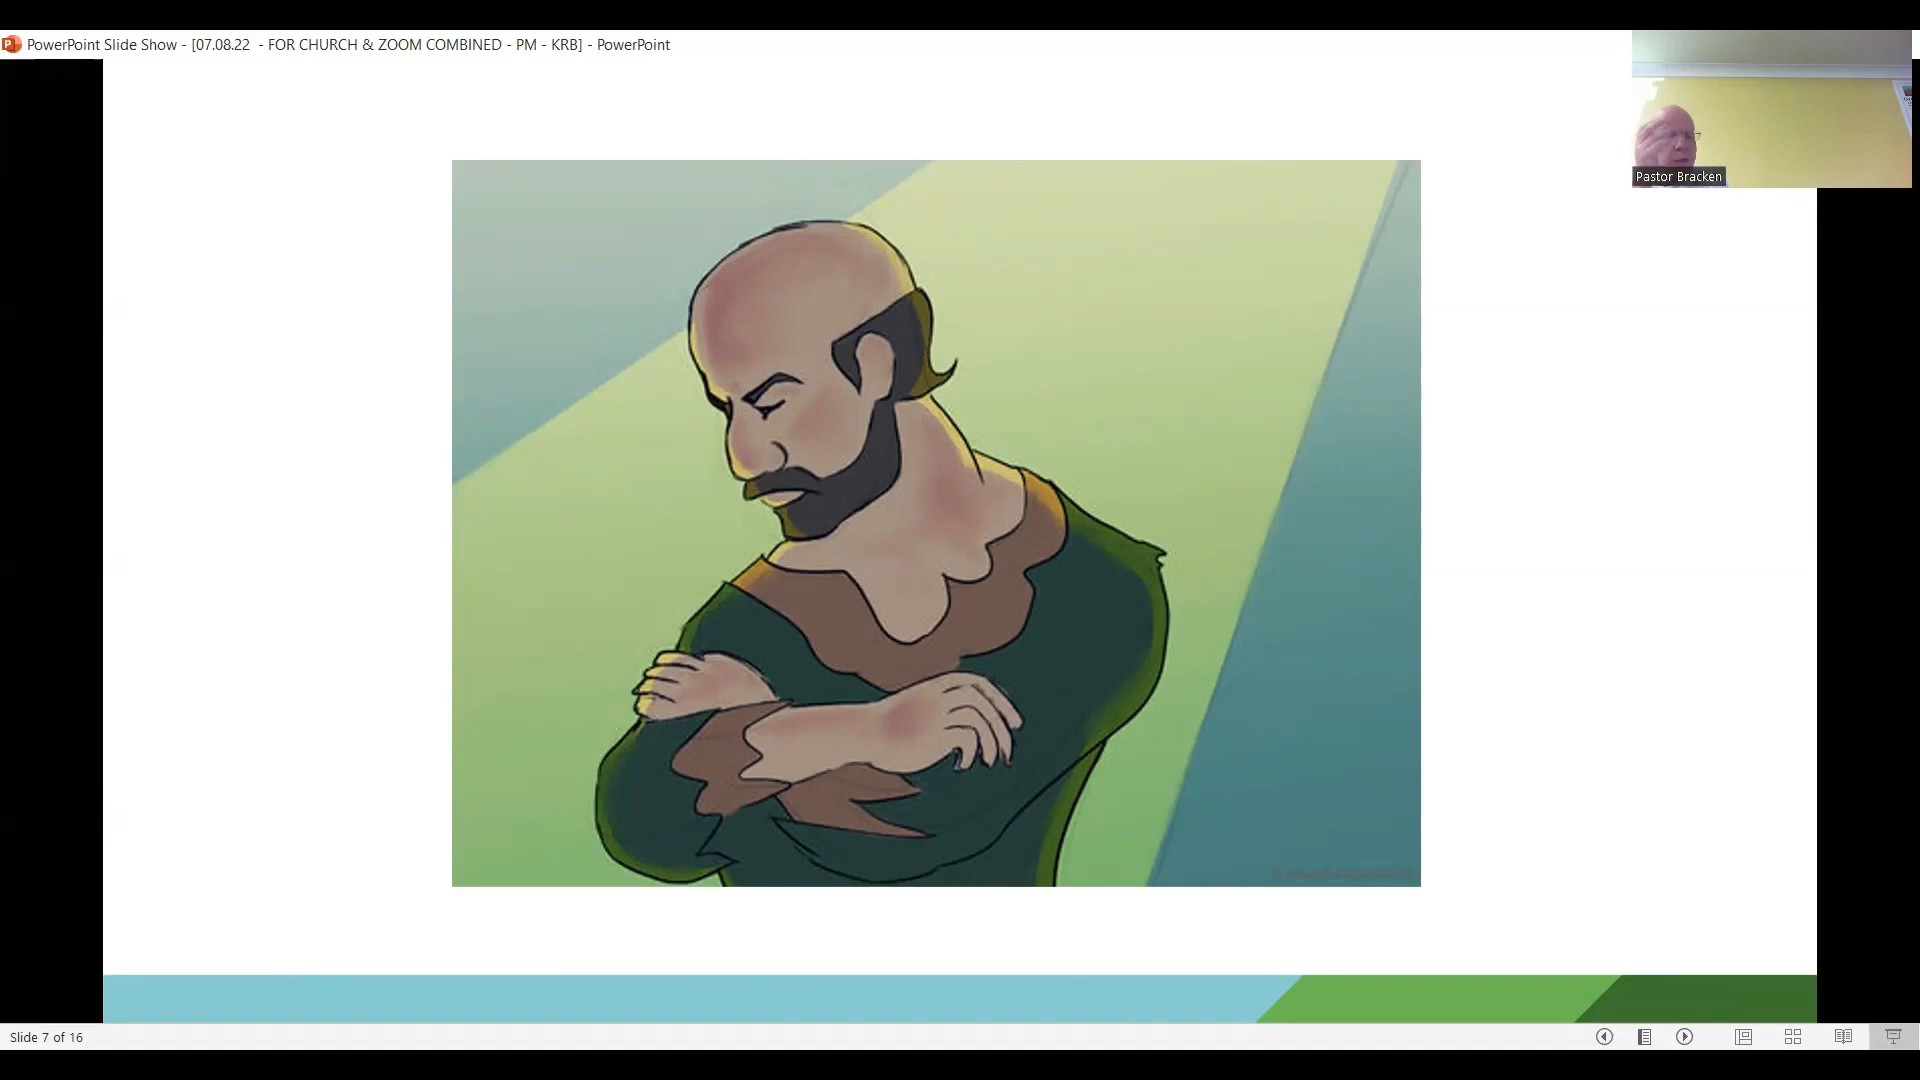 PowerPoint Slide Show - [07.08.22  - FOR CHURCH & ZOOM COMBINED - PM - KRB] - PowerPoint
Pastor Bracken
Slide 7 of 16